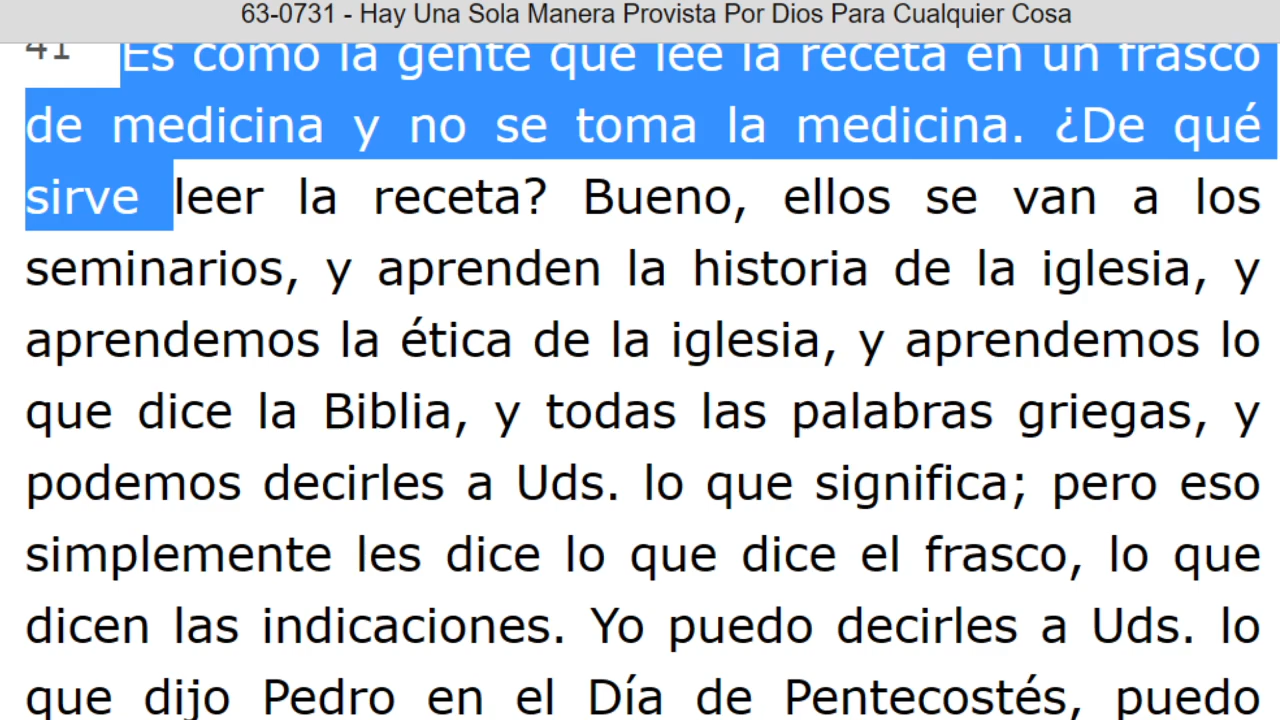 63-0731 - Hay Una Sola Manera Provista Por Dios Para Cualquier Cosa
41 Es como la gente que lee la receta en un frasco
de medicina y no se toma la medicina. ¿De qué
sirve leer la receta? Bueno, ellos se van a los
seminarios, y aprenden la historia de la iglesia, y
aprendemos la ética de la iglesia, y aprendemos lo
que dice la Biblia, y todas las palabras griegas, y
podemos decirles a Uds. lo que significa; pero eso
simplemente les dice lo que dice el frasco, lo que
dicen las indicaciones. Yo puedo decirles a Uds. lo
que dijo Pedro en el Día de Pentecostés, puedo